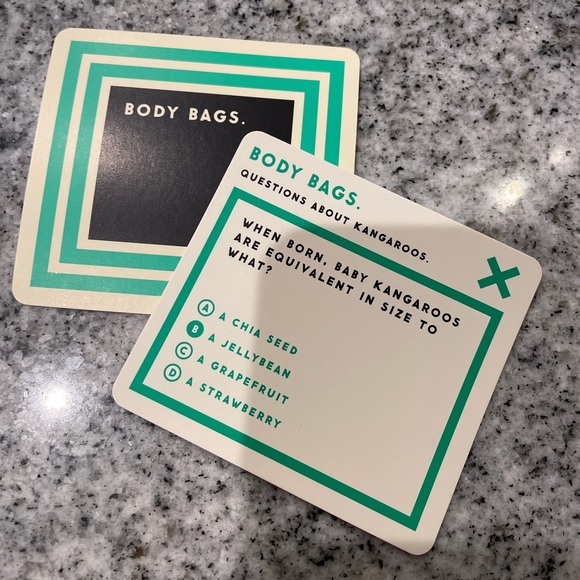 BODY BAGS.
BODY BAGS.
QUESTIONS ABOUT KANGAROOS.
WHEN BORN, BABY KANGAROOS
ARE EQUIVALENT IN SIZE TO
WHAT?
A A CHIA SEED
B A JELLYBEAN
C A GRAPEFRUIT
D A STRAWBERRY